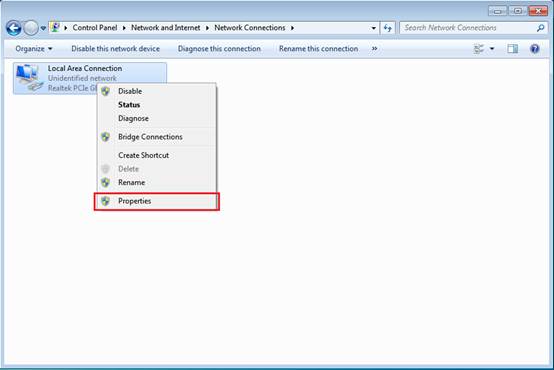 Control Panel Network and Internet Network Connections Search Network Connections
Organize Disable this network device Diagnose this connection Rename this connection »
Local Area Connection
Unidentified network
Realtek PCIe
Disable
Status
Diagnose
Bridge Connections
Create Shortcut
Delete
Rename
Properties